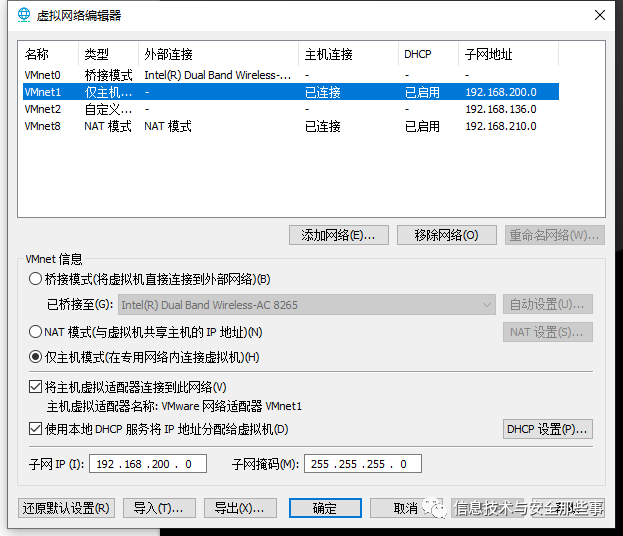 虚拟网络编辑器
名称 类型 外部连接 主机连接 DHCP 子网地址
VMnet0 桥接模式 Intel(R) Dual Band Wireless-... - - -
VMnet1 仅主机... - 已连接 已启用 192.168.200.0
VMnet2 自定义... - - - 192.168.136.0
VMnet8 NAT 模式 NAT 模式 已连接 已启用 192.168.210.0
添加网络(E)... 移除网络(O) 重命名网络(W)...
VMnet 信息
桥接模式(将虚拟机直接连接到外部网络)(B)
已桥接至(G): Intel(R) Dual Band Wireless-AC 8265 自动设置(U)...
NAT 模式(与虚拟机共享主机的 IP 地址)(N) NAT 设置(S)...
仅主机模式(在专用网络内连接虚拟机)(H)
将主机虚拟适配器连接到此网络(V)
主机虚拟适配器名称: VMware 网络适配器 VMnet1
使用本地 DHCP 服务将 IP 地址分配给虚拟机(D) DHCP 设置(P)...
子网 IP (I): 192 .168 .200 . 0 子网掩码(M): 255 .255 .255 . 0
还原默认设置(R) 导入(T)... 导出(X)... 确定 取消
信息技术与安全那些事